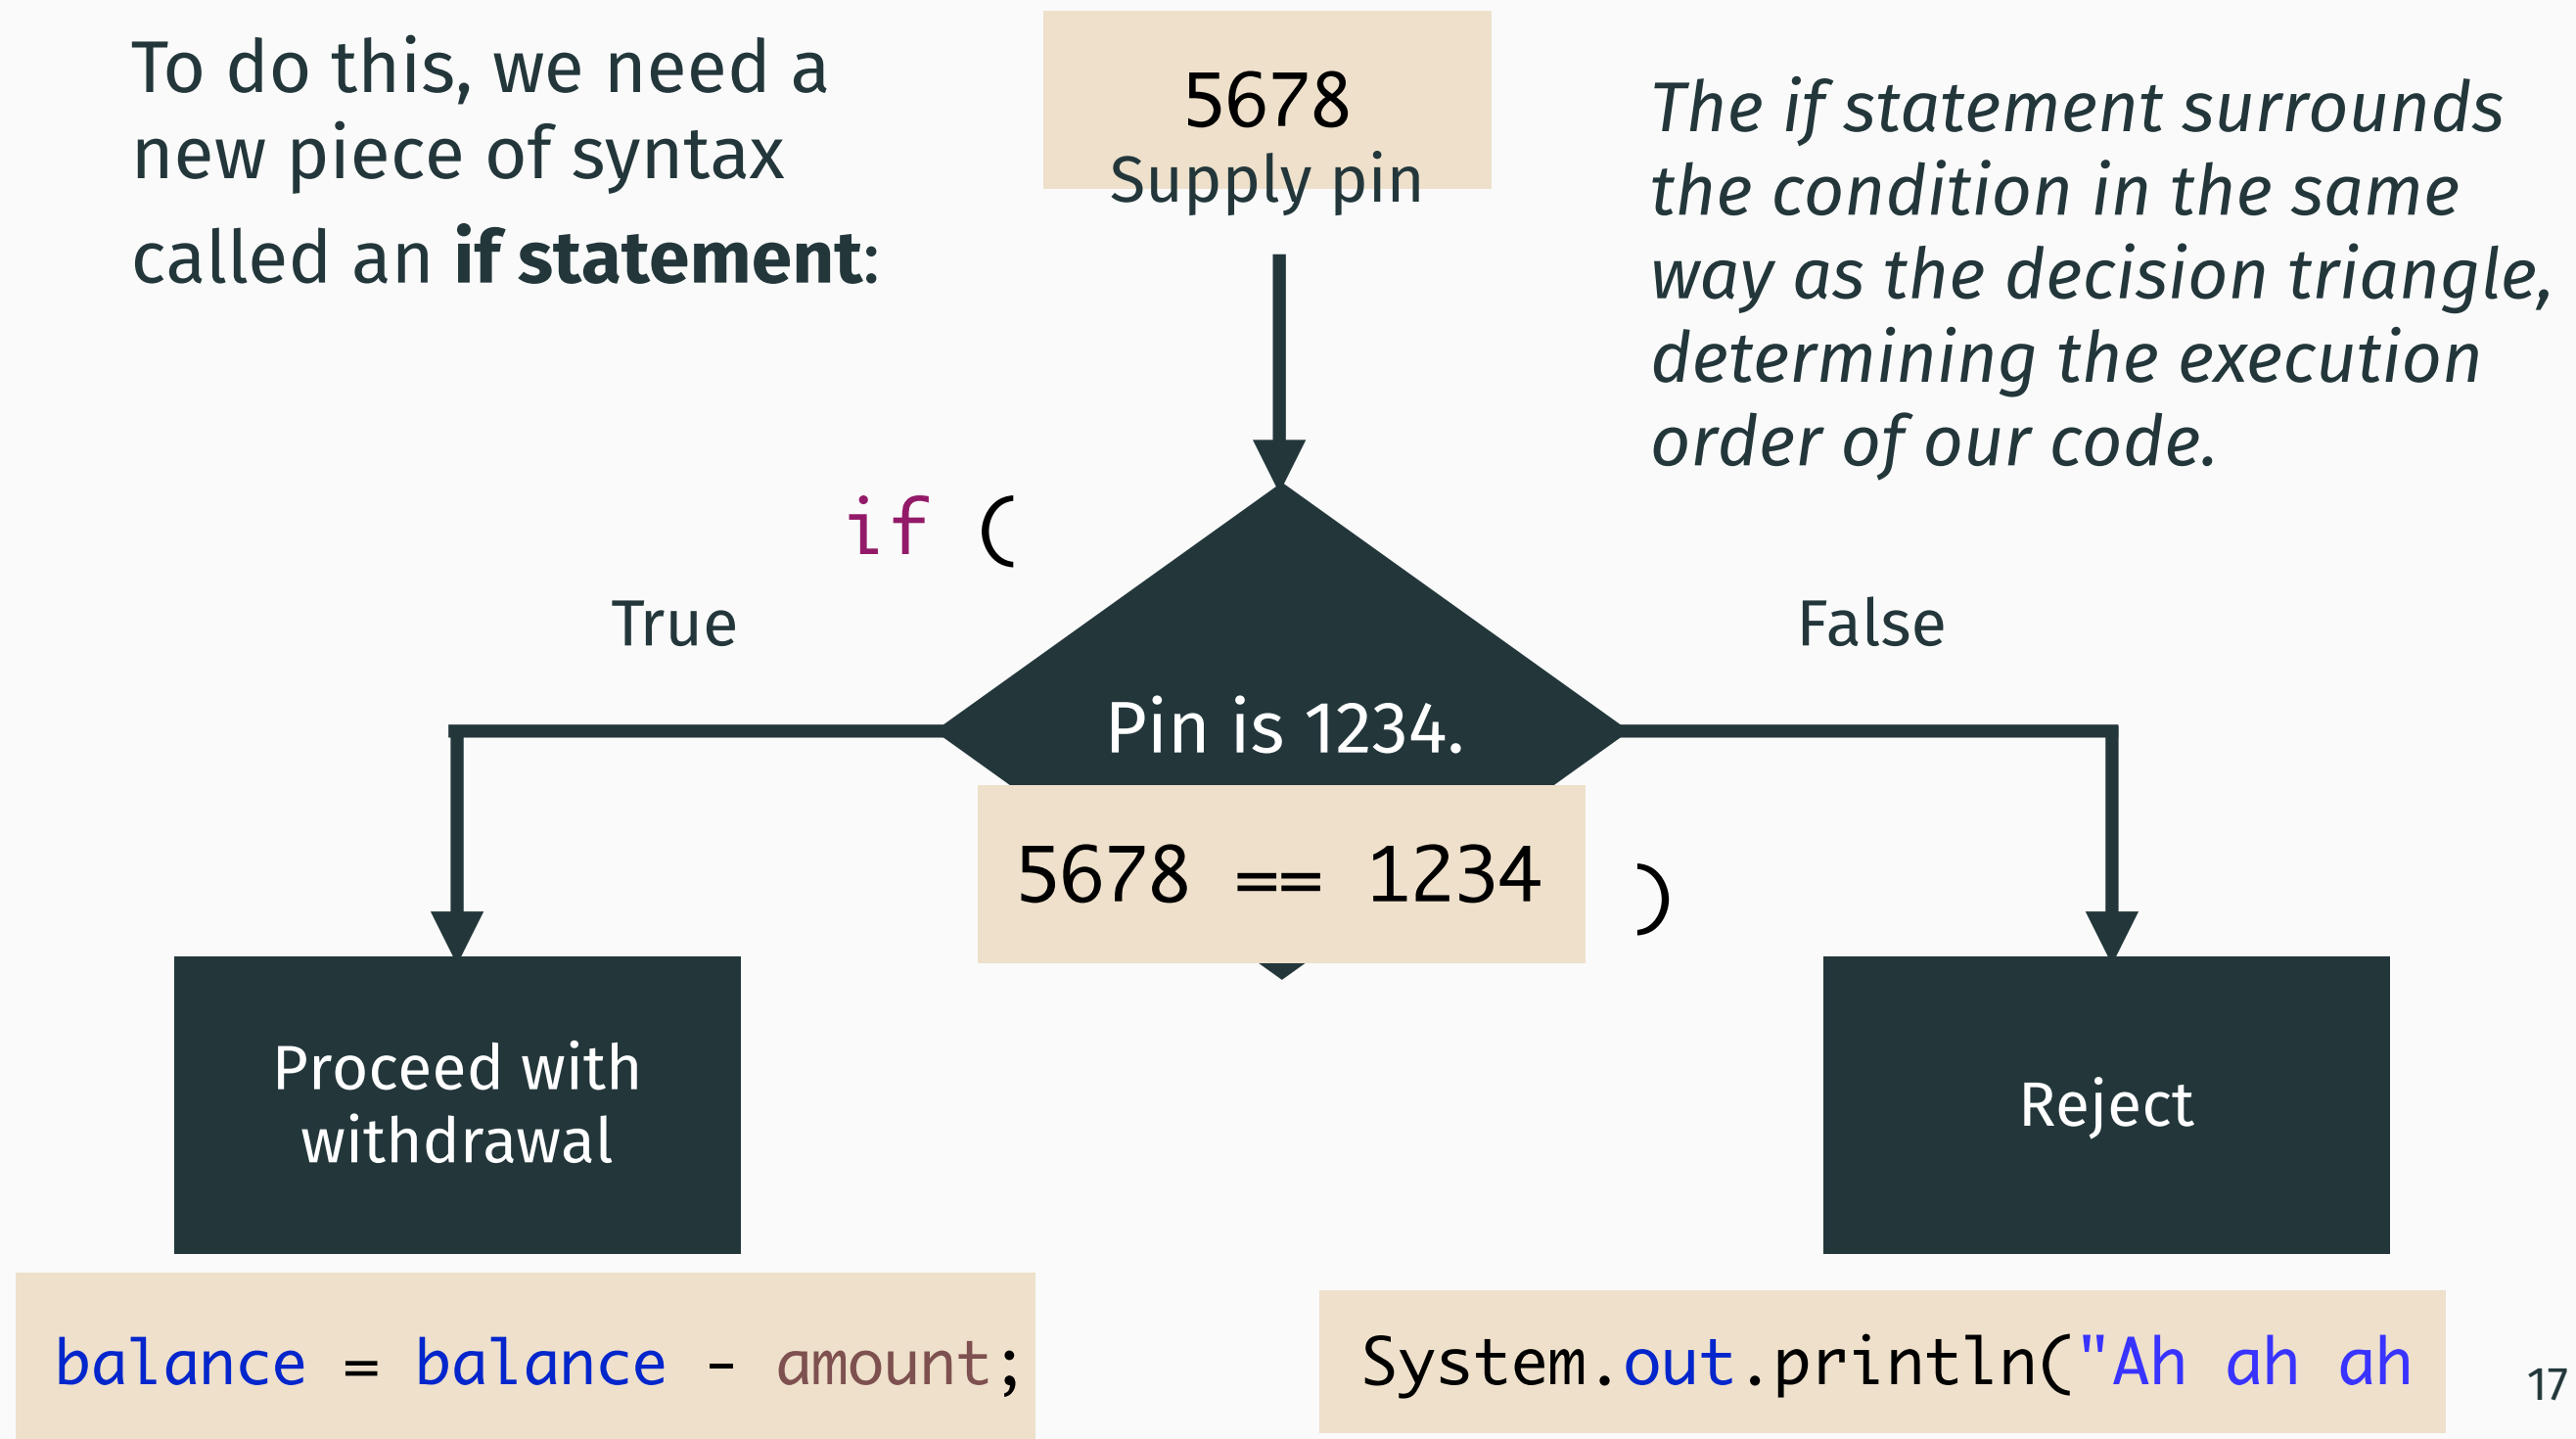 To do this, we need a
new piece of syntax
called an if statement:
5678
Supply pin
The if statement surrounds
the condition in the same
way as the decision triangle,
determining the execution
order of our code.
if (
True
False
Pin is 1234.
5678 == 1234
)
Proceed with
withdrawal
Reject
balance = balance - amount;
System.out.println("Ah ah ah
17